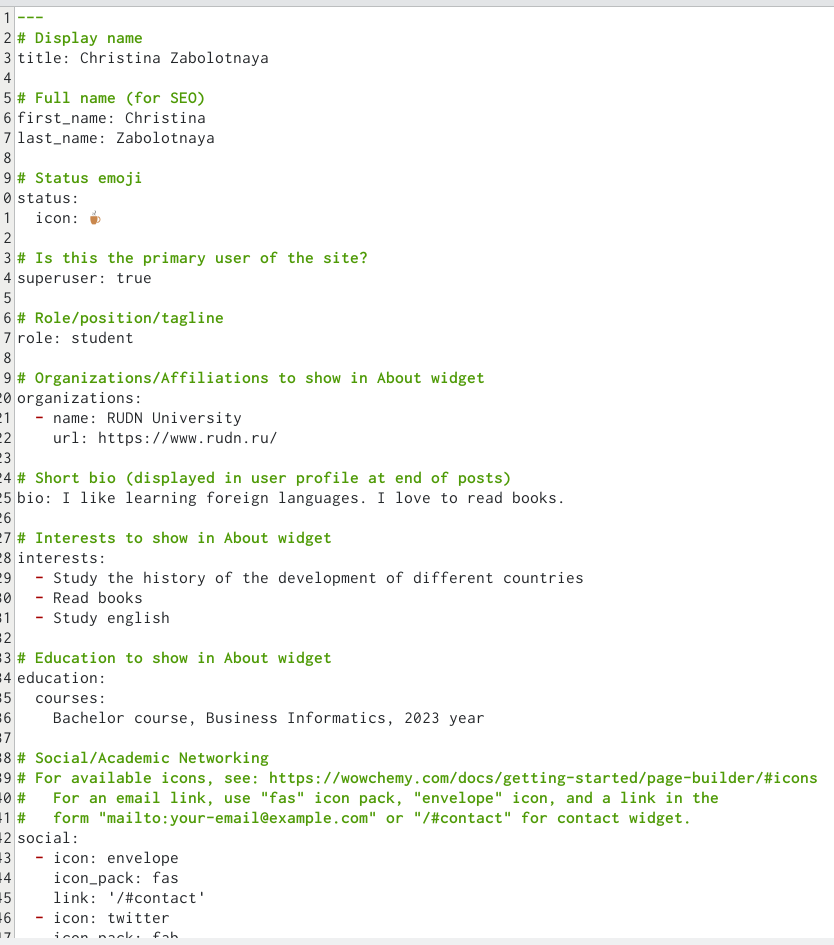 1 ---
2 # Display name
3 title: Christina Zabolotnaya
4
5 # Full name (for SEO)
6 first_name: Christina
7 last_name: Zabolotnaya
8
9 # Status emoji
0 status:
1   icon: ☕
2
3 # Is this the primary user of the site?
4 superuser: true
5
6 # Role/position/tagline
7 role: student
8
9 # Organizations/Affiliations to show in About widget
20 organizations:
21   - name: RUDN University
22     url: https://www.rudn.ru/
23
24 # Short bio (displayed in user profile at end of posts)
25 bio: I like learning foreign languages. I love to read books.
26
27 # Interests to show in About widget
28 interests:
29   - Study the history of the development of different countries
30   - Read books
31   - Study english
32
33 # Education to show in About widget
34 education:
35   courses:
36     Bachelor course, Business Informatics, 2023 year
37
38 # Social/Academic Networking
39 # For available icons, see: https://wowchemy.com/docs/getting-started/page-builder/#icons
40 #   For an email link, use "fas" icon pack, "envelope" icon, and a link in the
41 #   form "mailto:your-email@example.com" or "/#contact" for contact widget.
42 social:
43   - icon: envelope
44     icon_pack: fas
45     link: '/#contact'
46   - icon: twitter
47     icon_pack: fab